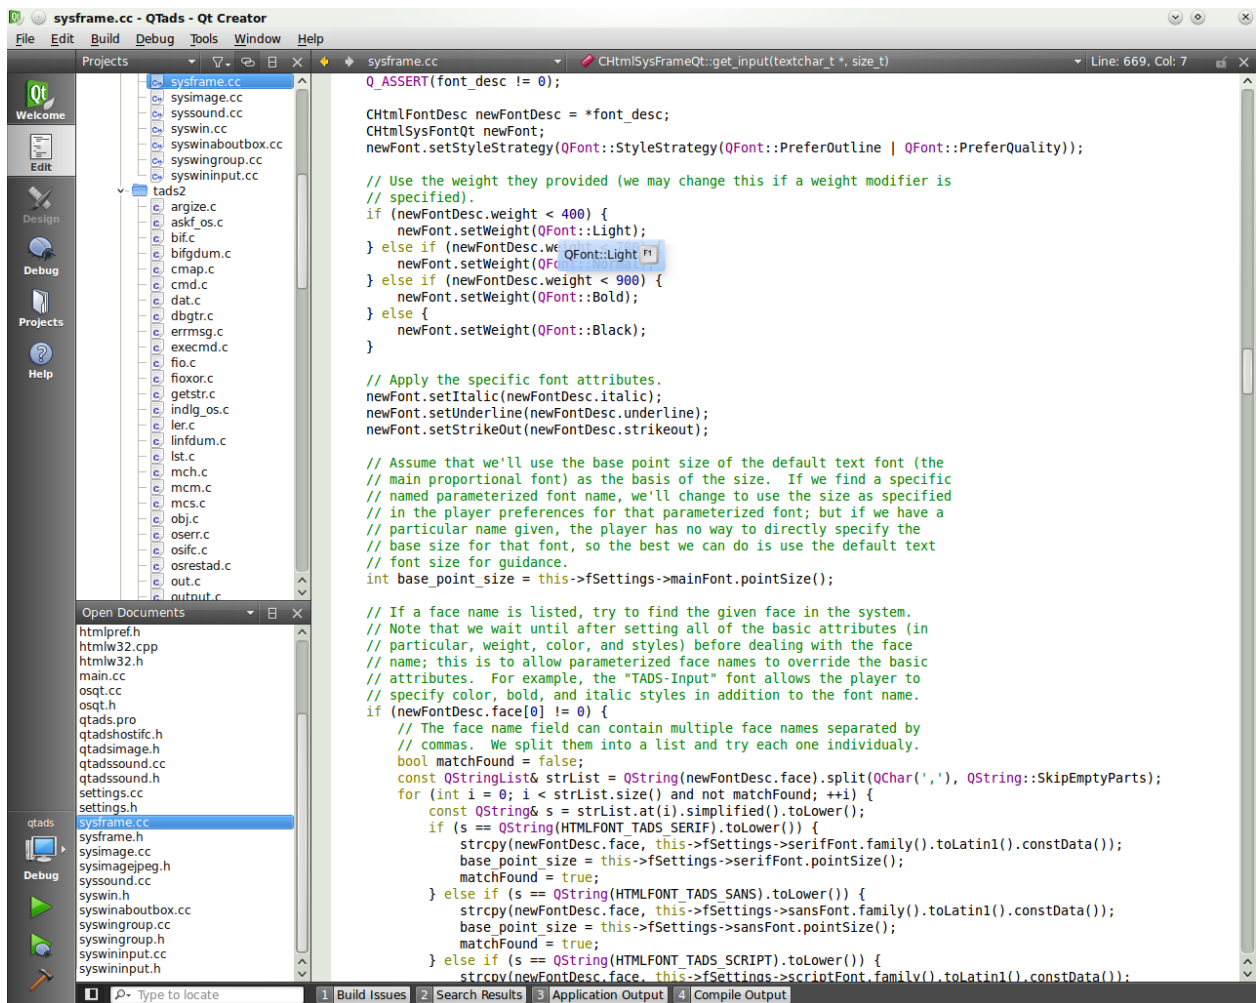 sysframe.cc - QTads - Qt Creator
File Edit Build Debug Tools Window Help
Projects
sysframe.cc
CHtmlSysFrameQt::get_input(textchar_t *, size_t)
Line: 669, Col: 7
Qt
Welcome
Edit
Design
Debug
Projects
Help
sysframe.cc
sysimage.cc
syssound.cc
syswin.cc
syswinaboutbox.cc
syswingroup.cc
syswininput.cc
tads2
argize.c
askf_os.c
bif.c
bifgdum.c
cmap.c
cmd.c
dat.c
dbgtr.c
errmsg.c
execmd.c
fio.c
fioxor.c
getstr.c
indlg_os.c
ler.c
linfdum.c
lst.c
mch.c
mcm.c
mcs.c
obj.c
oserr.c
osifc.c
osrestad.c
out.c
output.c
Open Documents
htmlpref.h
htmlw32.cpp
htmlw32.h
main.cc
osqt.cc
osqt.h
qtads.pro
qtadshostifc.h
qtadsimage.h
qtadssound.cc
qtadssound.h
settings.cc
settings.h
sysframe.cc
sysframe.h
sysimage.cc
sysimagejpeg.h
syssound.cc
syswin.h
syswinaboutbox.cc
syswingroup.cc
syswingroup.h
syswininput.cc
syswininput.h
qtads
Debug
Q_ASSERT(font_desc != 0);
CHtmlFontDesc newFontDesc = *font_desc;
CHtmlSysFontQt newFont;
newFont.setStyleStrategy(QFont::StyleStrategy(QFont::PreferOutline | QFont::PreferQuality));
// Use the weight they provided (we may change this if a weight modifier is
// specified).
if (newFontDesc.weight < 400) {
newFont.setWeight(QFont::Light);
} else if (newFontDesc.weight < 700) {
QFont::Light F1
newFont.setWeight(QFont::Normal);
} else if (newFontDesc.weight < 900) {
newFont.setWeight(QFont::Bold);
} else {
newFont.setWeight(QFont::Black);
}
// Apply the specific font attributes.
newFont.setItalic(newFontDesc.italic);
newFont.setUnderline(newFontDesc.underline);
newFont.setStrikeOut(newFontDesc.strikeout);
// Assume that we'll use the base point size of the default text font (the
// main proportional font) as the basis of the size.  If we find a specific
// named parameterized font name, we'll change to use the size as specified
// in the player preferences for that parameterized font; but if we have a
// particular name given, the player has no way to directly specify the
// base size for that font, so the best we can do is use the default text
// font size for guidance.
int base_point_size = this->fSettings->mainFont.pointSize();
// If a face name is listed, try to find the given face in the system.
// Note that we wait until after setting all of the basic attributes (in
// particular, weight, color, and styles) before dealing with the face
// name; this is to allow parameterized face names to override the basic
// attributes.  For example, the "TADS-Input" font allows the player to
// specify color, bold, and italic styles in addition to the font name.
if (newFontDesc.face[0] != 0) {
// The face name field can contain multiple face names separated by
// commas.  We split them into a list and try each one individualy.
bool matchFound = false;
const QStringList& strList = QString(newFontDesc.face).split(QChar(','), QString::SkipEmptyParts);
for (int i = 0; i < strList.size() and not matchFound; ++i) {
const QString& s = strList.at(i).simplified().toLower();
if (s == QString(HTMLFONT_TADS_SERIF).toLower()) {
strcpy(newFontDesc.face, this->fSettings->serifFont.family().toLatin1().constData());
base_point_size = this->fSettings->serifFont.pointSize();
matchFound = true;
} else if (s == QString(HTMLFONT_TADS_SANS).toLower()) {
strcpy(newFontDesc.face, this->fSettings->sansFont.family().toLatin1().constData());
base_point_size = this->fSettings->sansFont.pointSize();
matchFound = true;
} else if (s == QString(HTMLFONT_TADS_SCRIPT).toLower()) {
strcpy(newFontDesc.face, this->fSettings->scriptFont.family().toLatin1().constData());
Type to locate
1 Build Issues 2 Search Results 3 Application Output 4 Compile Output